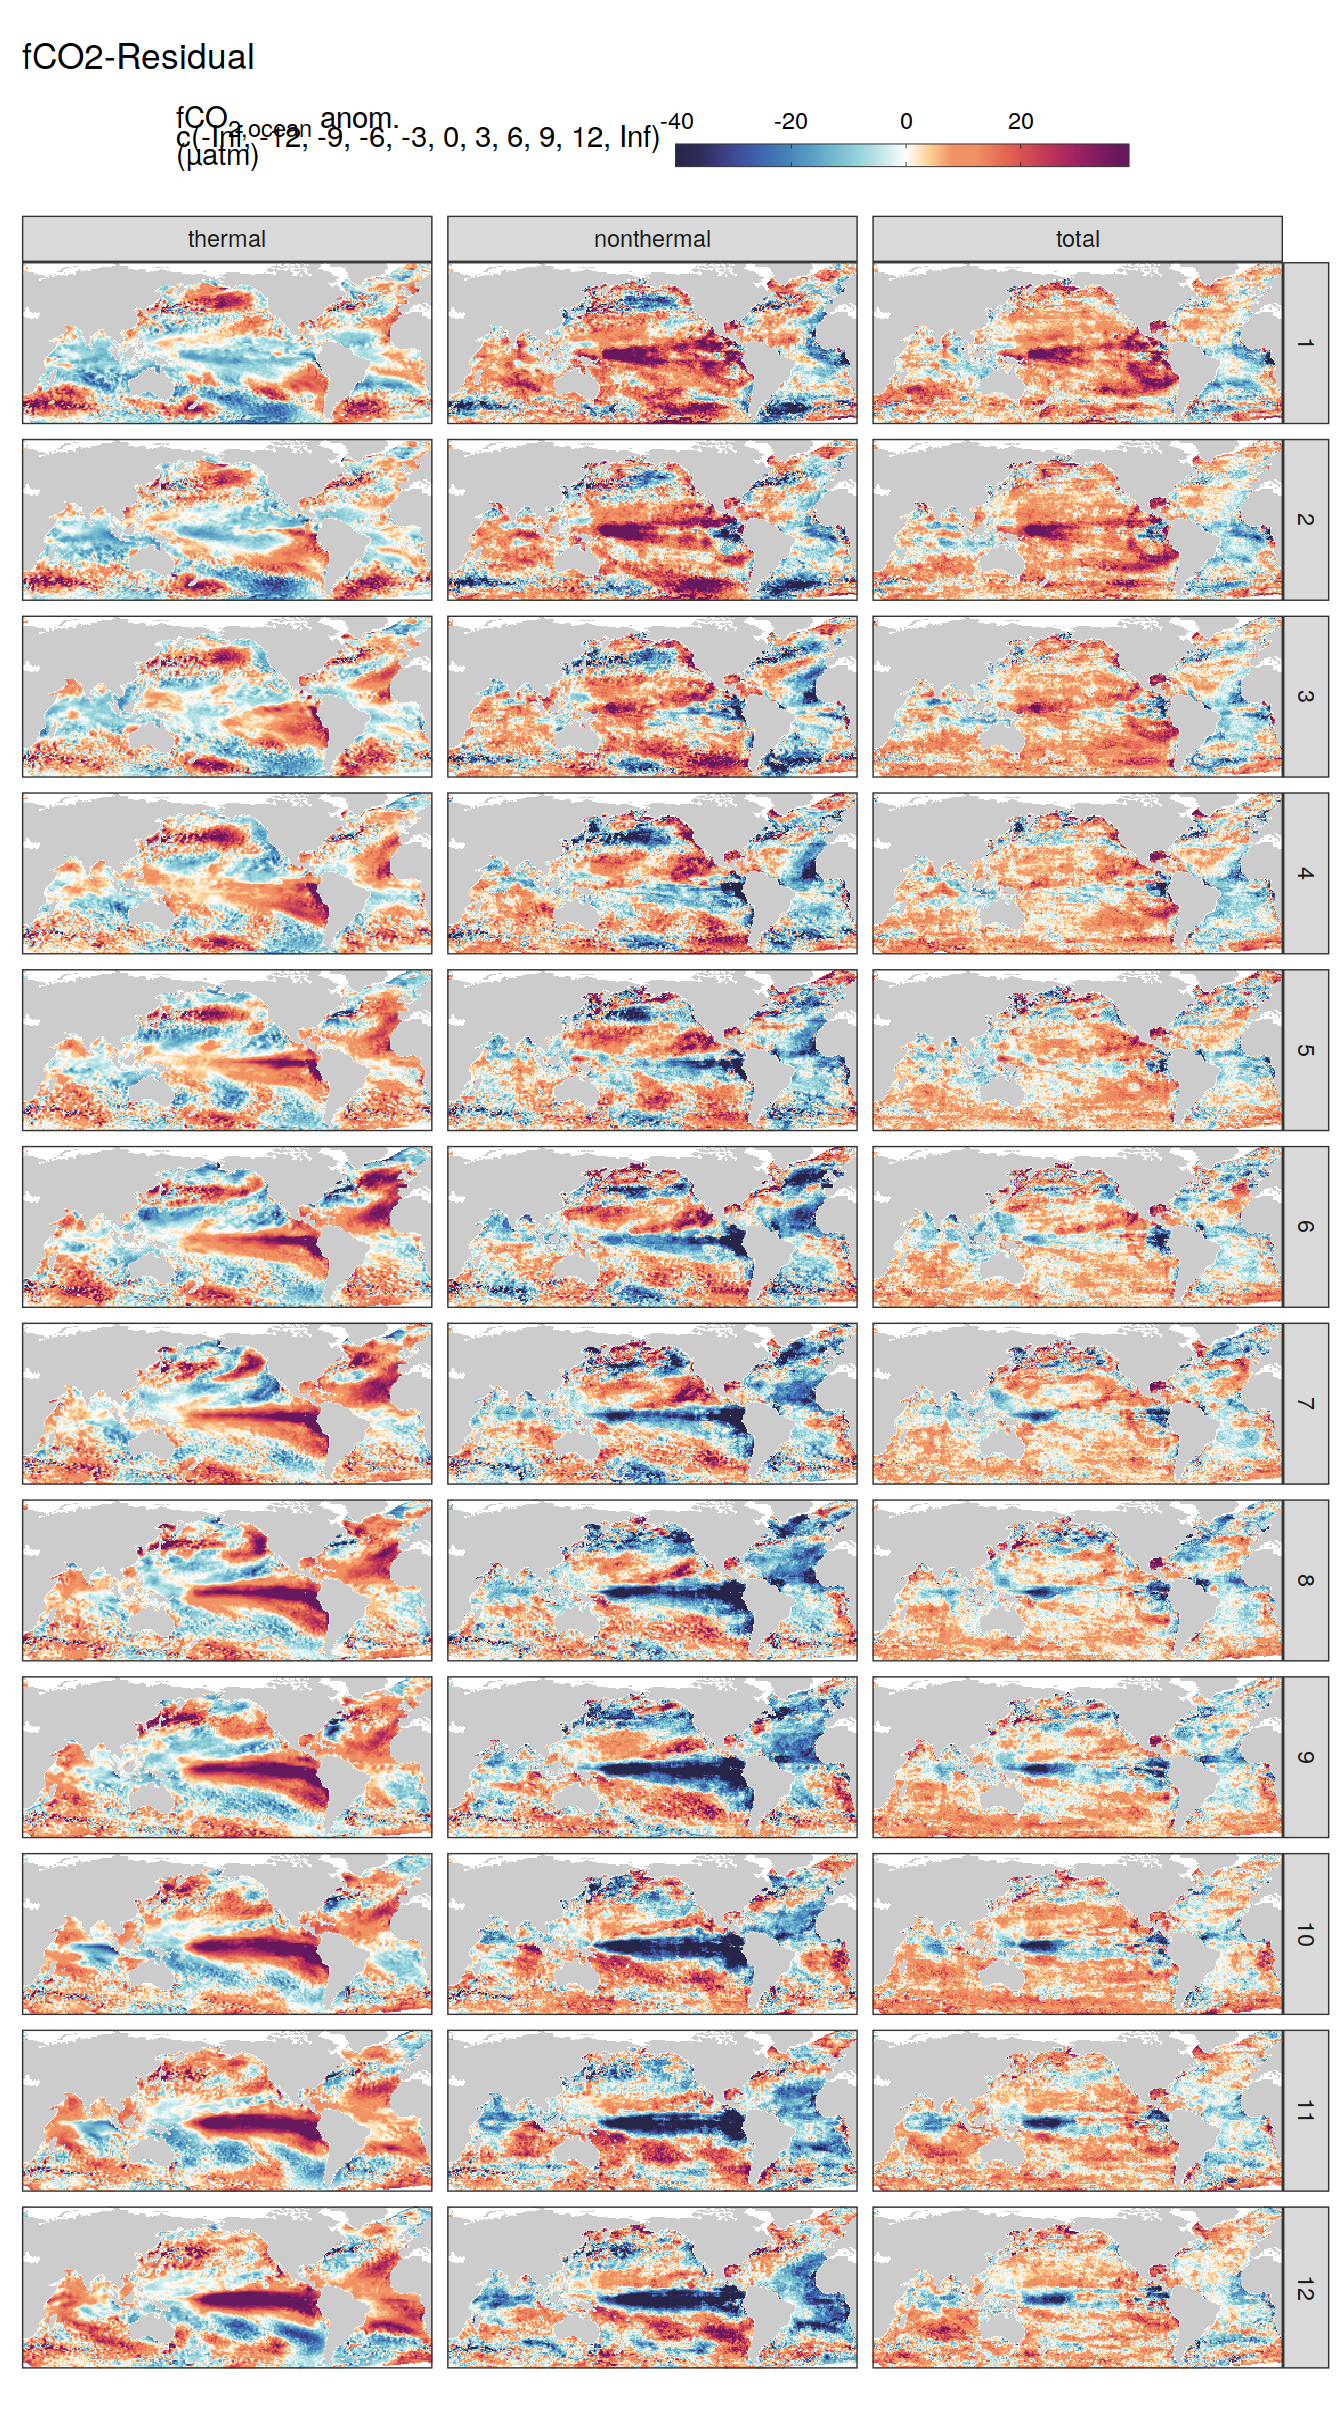 fCO2-Residual
fCO2,ocean anom.
c(-Inf, -12, -9, -6, -3, 0, 3, 6, 9, 12, Inf)
(µatm)
-40 -20 0 20
thermal nonthermal total
1
2
3
4
5
6
7
8
9
10
11
12